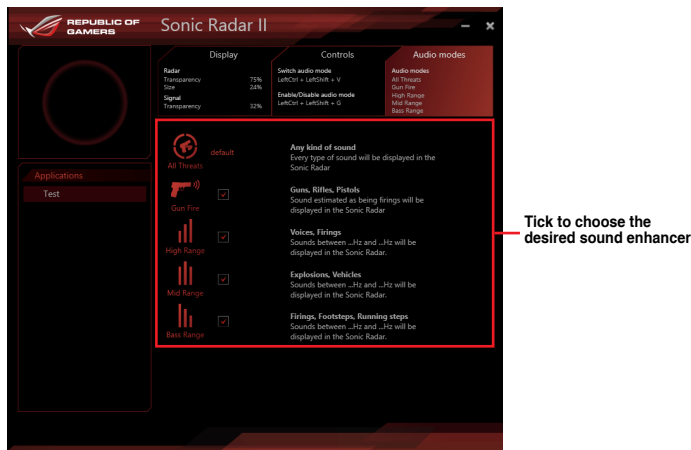 REPUBLIC OF
GAMERS
Sonic Radar II
Display
Radar
Transparency 75%
Size 24%
Signal
Transparency 32%
Controls
Switch audio mode
LeftCtrl + LeftShift + V
Enable/Disable audio mode
LeftCtrl + LeftShift + G
Audio modes
Audio modes
All Threats
Gun Fire
High Range
Mid Range
Bass Range
Applications
Test
All Threats
default
Any kind of sound
Every type of sound will be displayed in the
Sonic Radar
Gun Fire
Guns, Rifles, Pistols
Sound estimated as being firings will be
displayed in the Sonic Radar
High Range
Voices, Firings
Sounds between ...Hz and ...Hz will be
displayed in the Sonic Radar.
Mid Range
Explosions, Vehicles
Sounds between ...Hz and ...Hz will be
displayed in the Sonic Radar.
Bass Range
Firings, Footsteps, Running steps
Sounds between ...Hz and ...Hz will be
displayed in the Sonic Radar.
Tick to choose the
desired sound enhancer